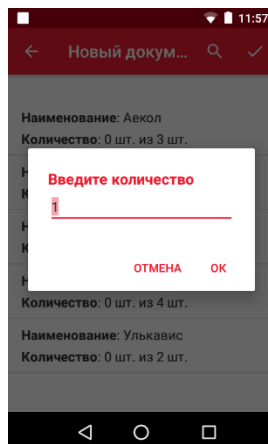 11:57
Новый докум...
Наименование: Аекол
Количество: 0 шт. из 3 шт.
Введите количество
1
ОТМЕНА ОК
Количество: 0 шт. из 4 шт.
Наименование: Улькавис
Количество: 0 шт. из 2 шт.